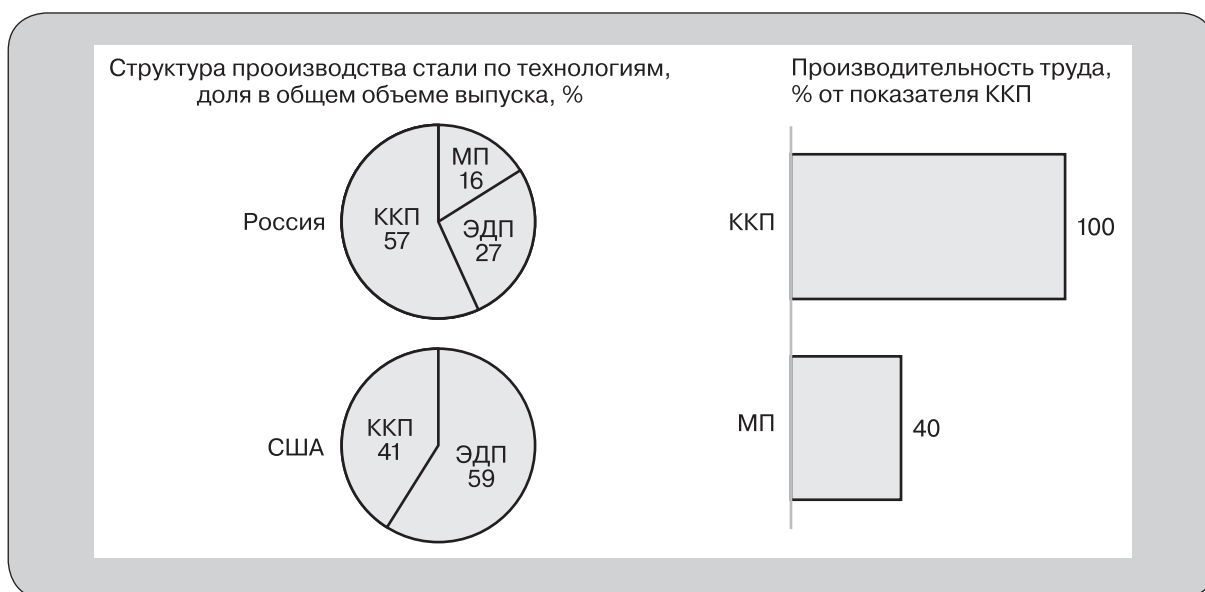 Структура прооизводства стали по технологиям,
доля в общем объеме выпуска, %
Россия
МП
16
ККП
57
ЭДП
27
США
ККП
41
ЭДП
59
Производительность труда,
% от показателя ККП
ККП
100
МП
40